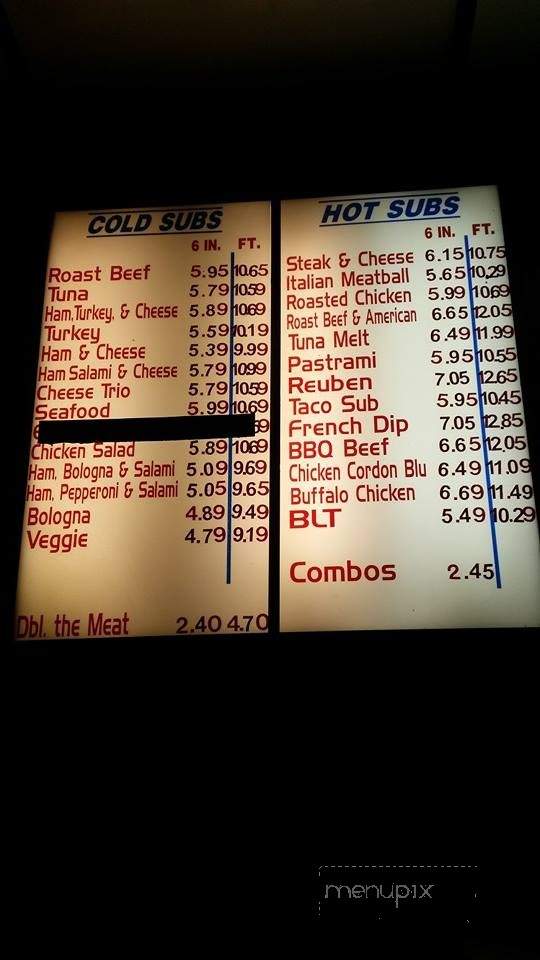 COLD SUBS
6 IN. FT.
Roast Beef 5.95 10.65
Tuna 5.79 10.59
Ham,Turkey, & Cheese 5.89 10.69
Turkey 5.59 10.19
Ham & Cheese 5.39 9.99
Ham Salami & Cheese 5.79 10.99
Cheese Trio 5.79 10.59
Seafood 5.99 10.69
Chicken Salad 5.89 10.69
Ham, Bologna & Salami 5.09 9.69
Ham, Pepperoni & Salami 5.05 9.65
Bologna 4.89 9.49
Veggie 4.79 9.19
Dbl. the Meat 2.40 4.70
HOT SUBS
6 IN. FT.
Steak & Cheese 6.15 10.75
Italian Meatball 5.65 10.29
Roasted Chicken 5.99 10.69
Roast Beef & American 6.65 12.05
Tuna Melt 6.49 11.99
Pastrami 5.95 10.55
Reuben 7.05 12.65
Taco Sub 5.95 10.45
French Dip 7.05 12.85
BBQ Beef 6.65 12.05
Chicken Cordon Blu 6.49 11.09
Buffalo Chicken 6.69 11.49
BLT 5.49 10.29
Combos 2.45
menupix